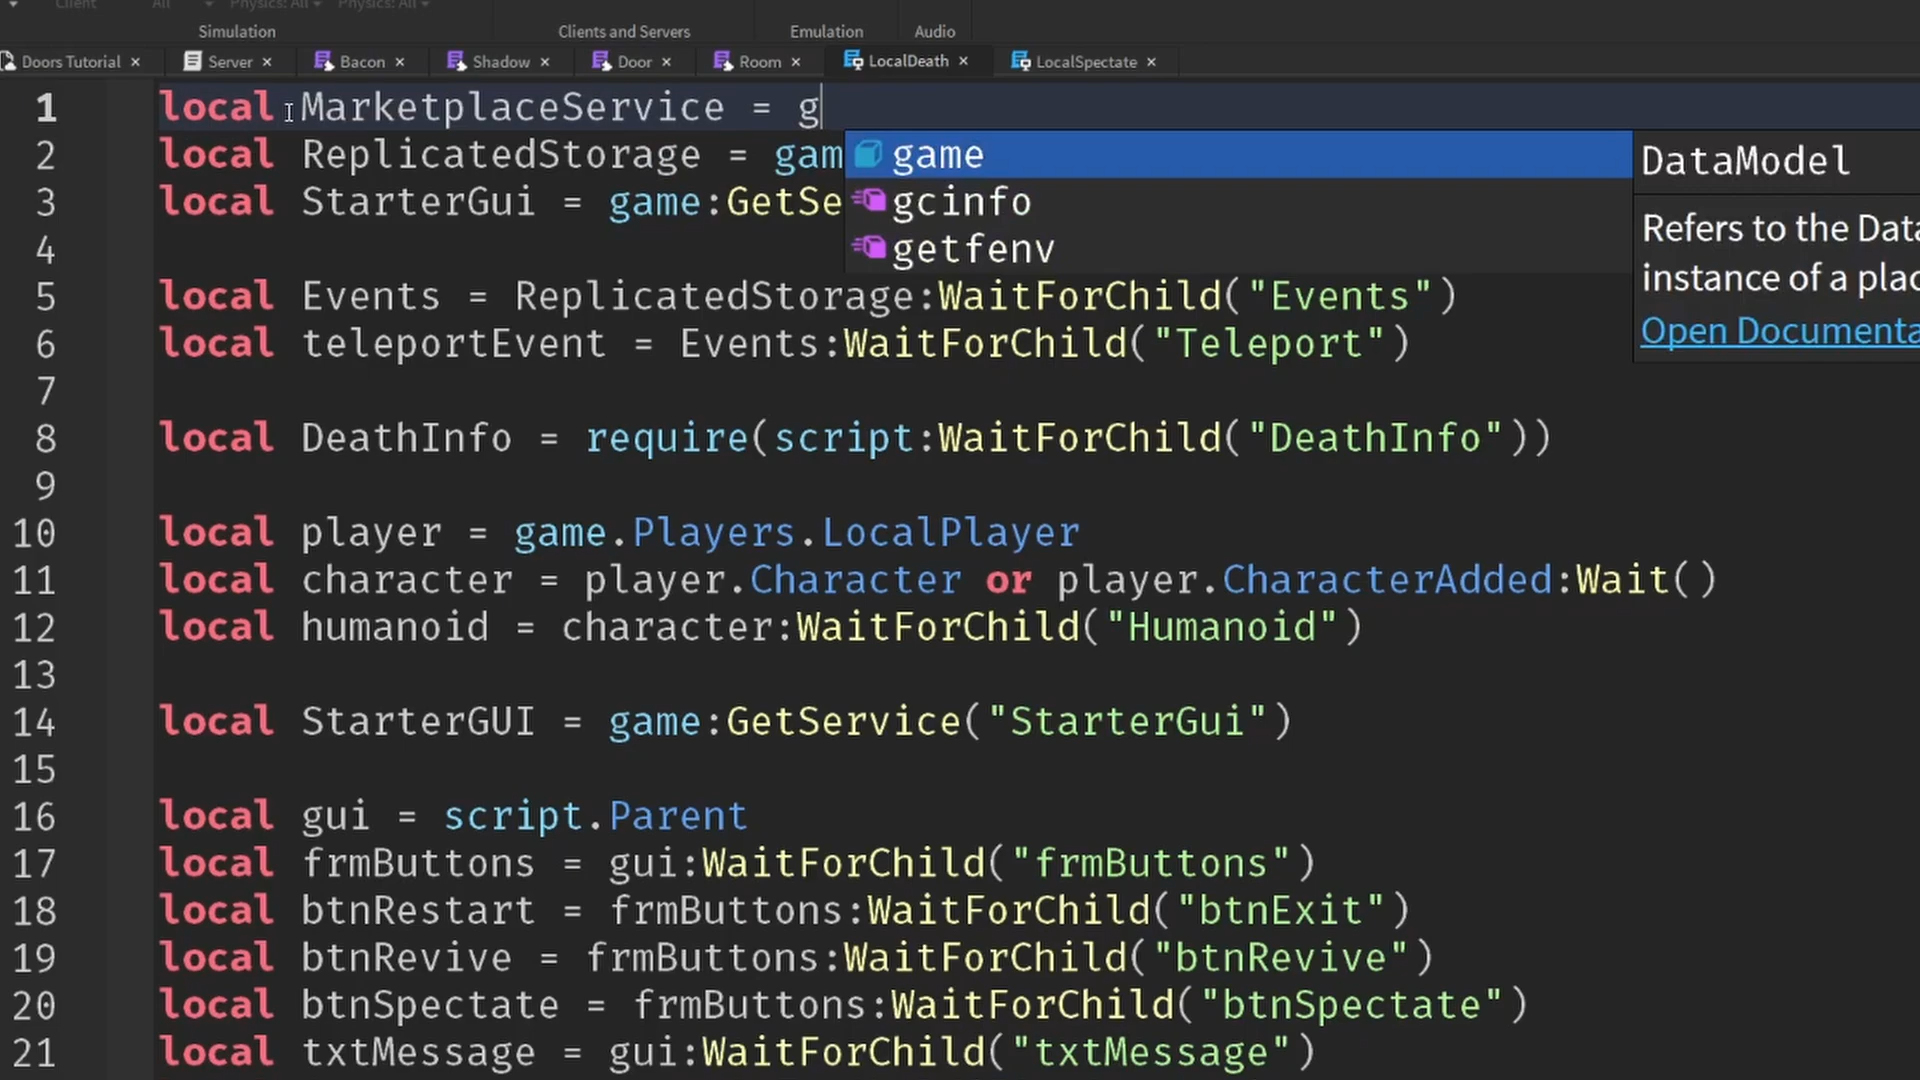 Client All Physics: All Physics: All
Simulation Clients and Servers Emulation Audio
Doors Tutorial × Server × Bacon × Shadow × Door × Room × LocalDeath × LocalSpectate ×
1 local MarketplaceService = g
2 local ReplicatedStorage = gam
3 local StarterGui = game:GetSe
game
gcinfo
getfenv
DataModel
Refers to the Data
instance of a plac
Open Documenta
4
5 local Events = ReplicatedStorage:WaitForChild("Events")
6 local teleportEvent = Events:WaitForChild("Teleport")
7
8 local DeathInfo = require(script:WaitForChild("DeathInfo"))
9
10 local player = game.Players.LocalPlayer
11 local character = player.Character or player.CharacterAdded:Wait()
12 local humanoid = character:WaitForChild("Humanoid")
13
14 local StarterGUI = game:GetService("StarterGui")
15
16 local gui = script.Parent
17 local frmButtons = gui:WaitForChild("frmButtons")
18 local btnRestart = frmButtons:WaitForChild("btnExit")
19 local btnRevive = frmButtons:WaitForChild("btnRevive")
20 local btnSpectate = frmButtons:WaitForChild("btnSpectate")
21 local txtMessage = gui:WaitForChild("txtMessage")